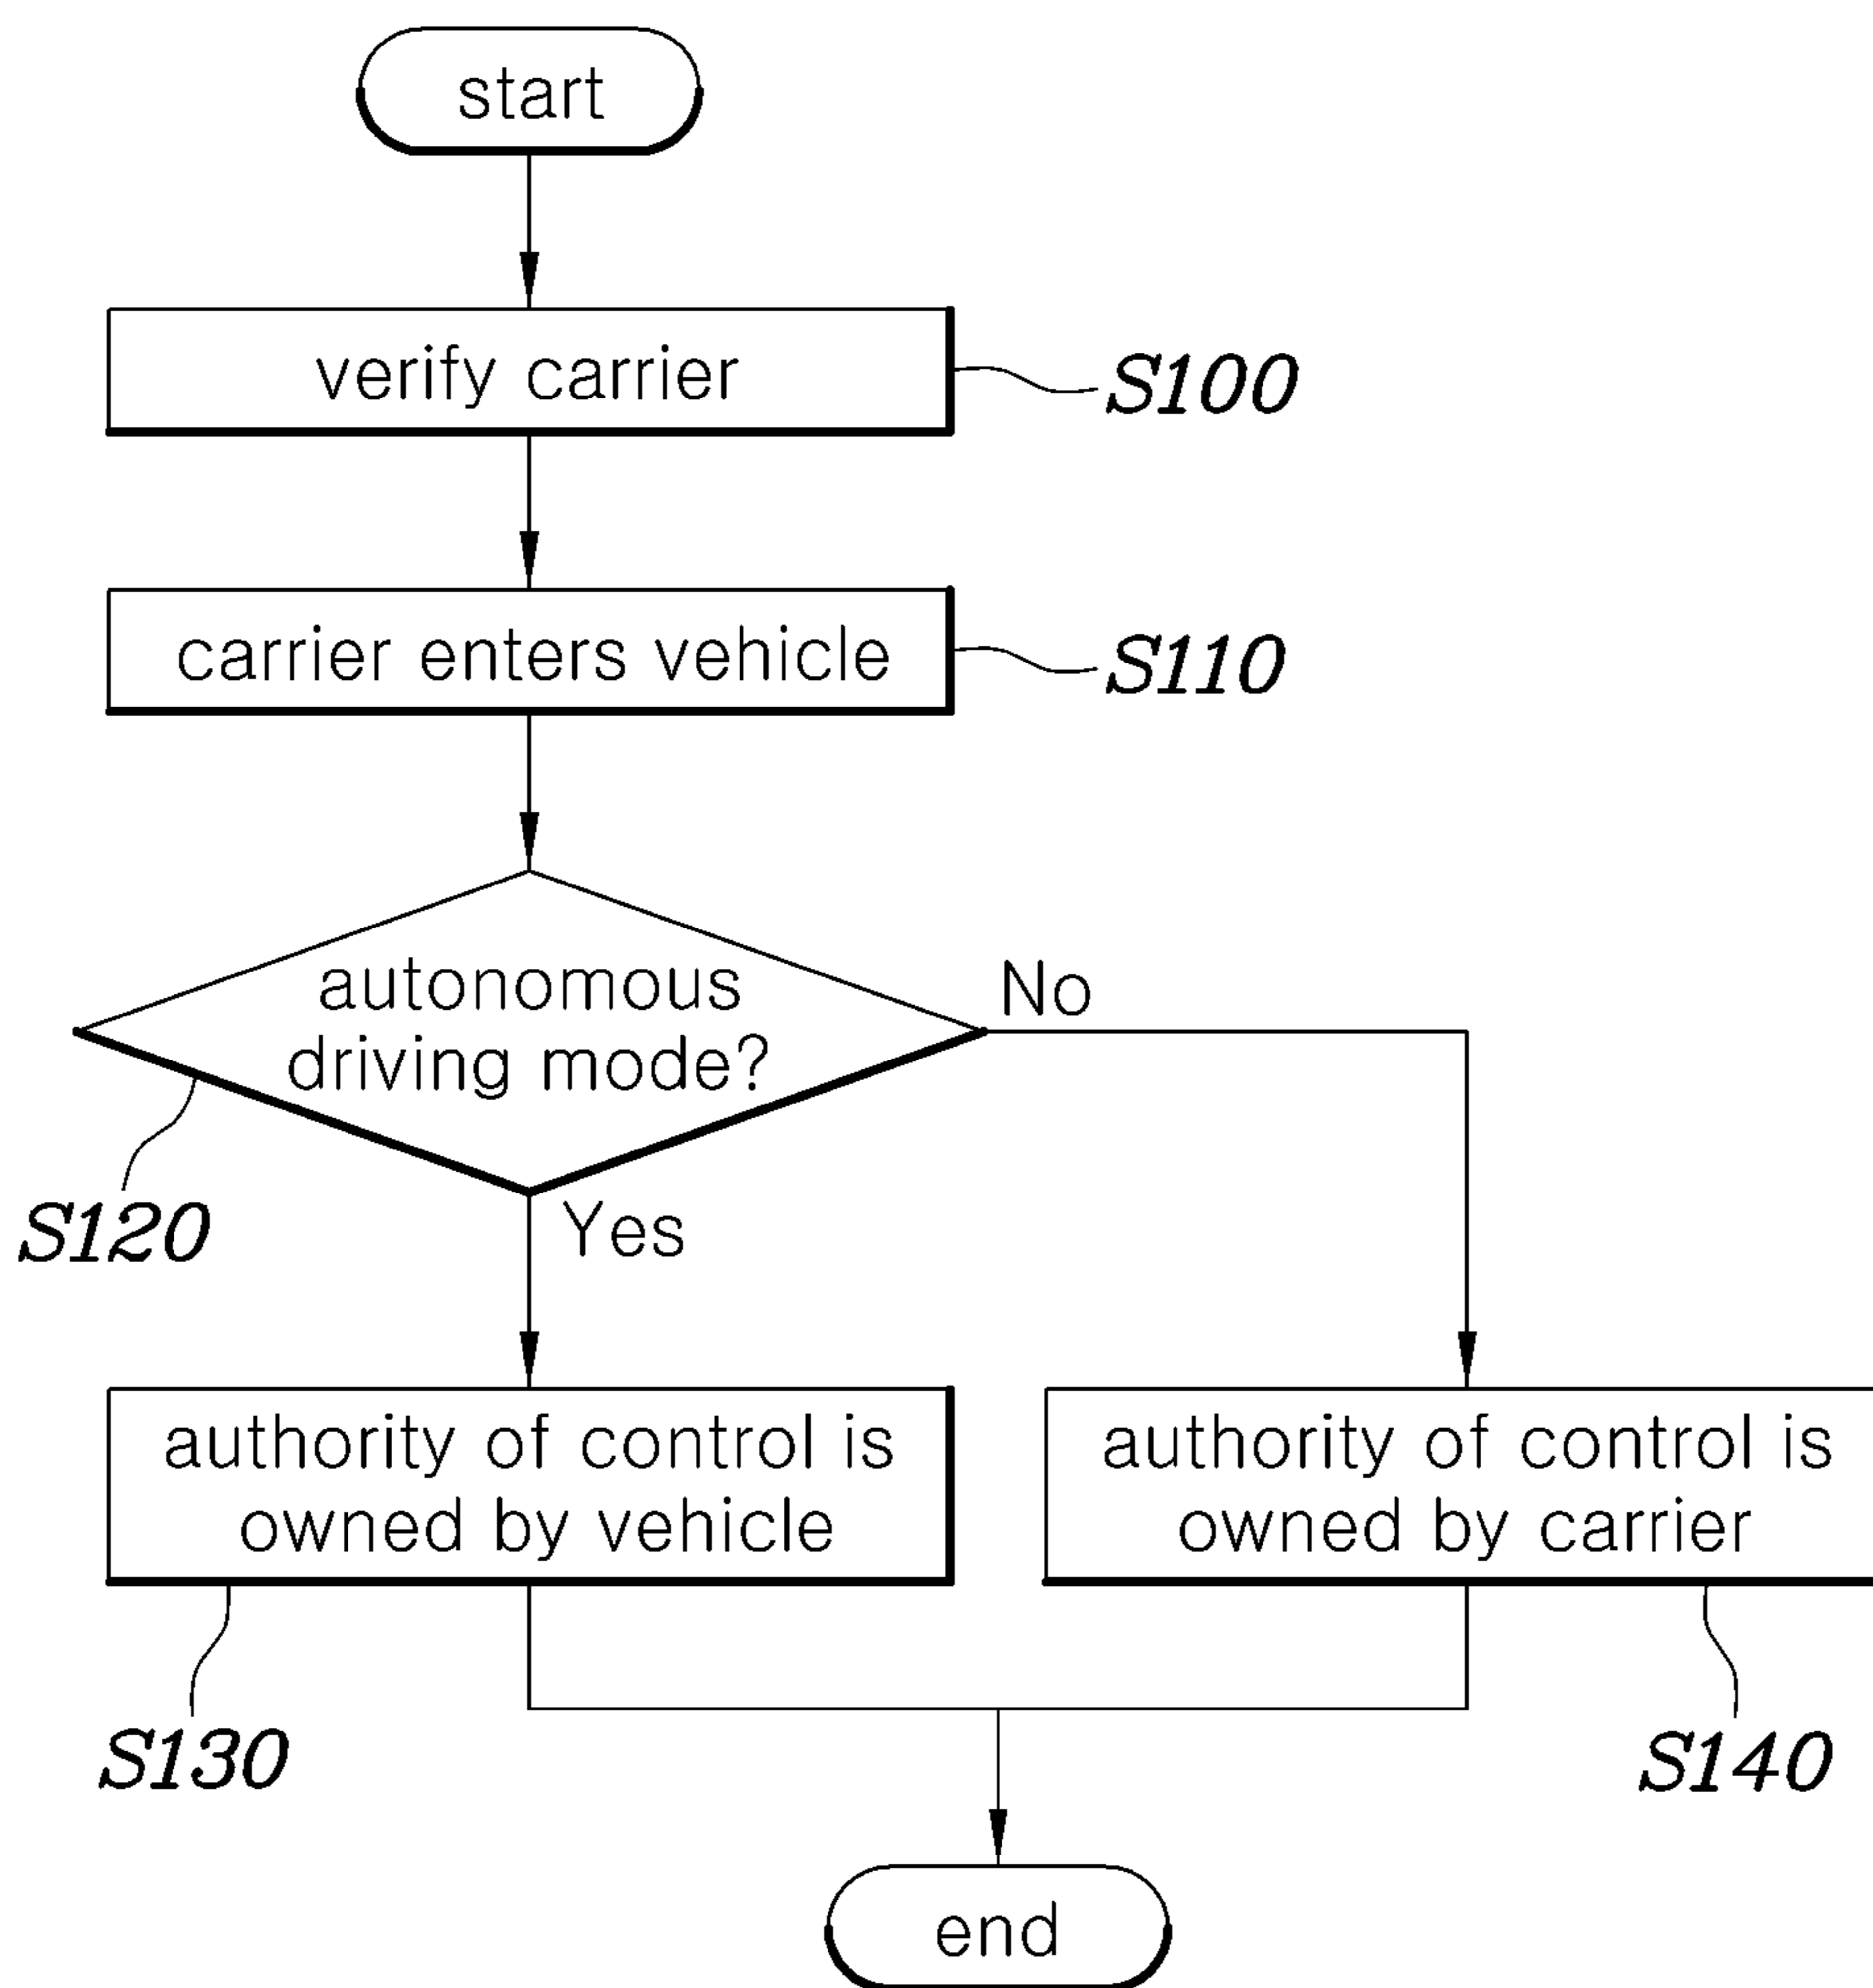 start
verify carrier
S100
carrier enters vehicle
S110
autonomous
driving mode?
No
S120
Yes
authority of control is
owned by vehicle
authority of control is
owned by carrier
S130
S140
end